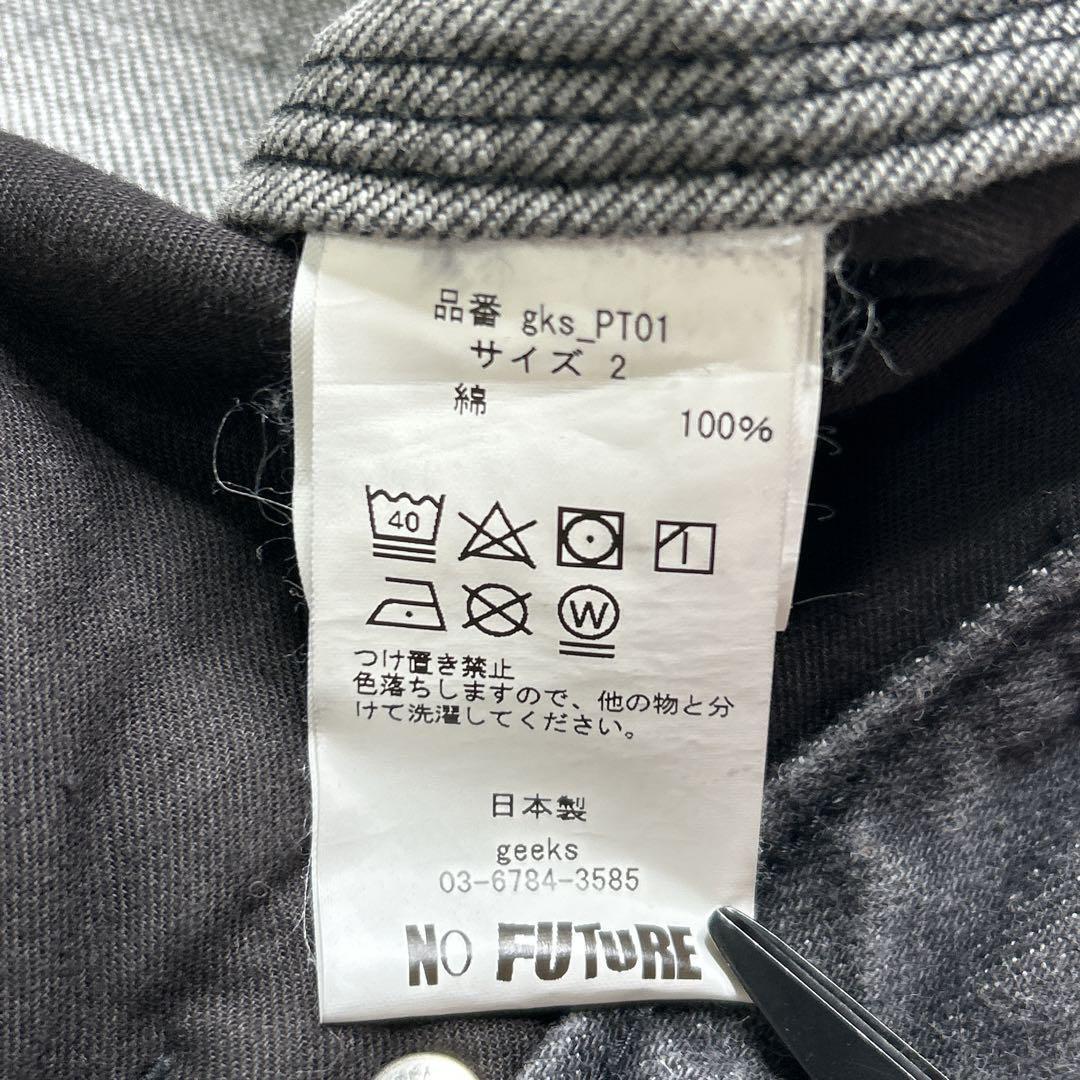 品番 gks_PT01
サイズ 2
綿
100%
40
W
つけ置き禁止
色落ちしますので、他の物と分
けて洗濯してください。
日本製
geeks
03-6784-3585
NO FUTURE